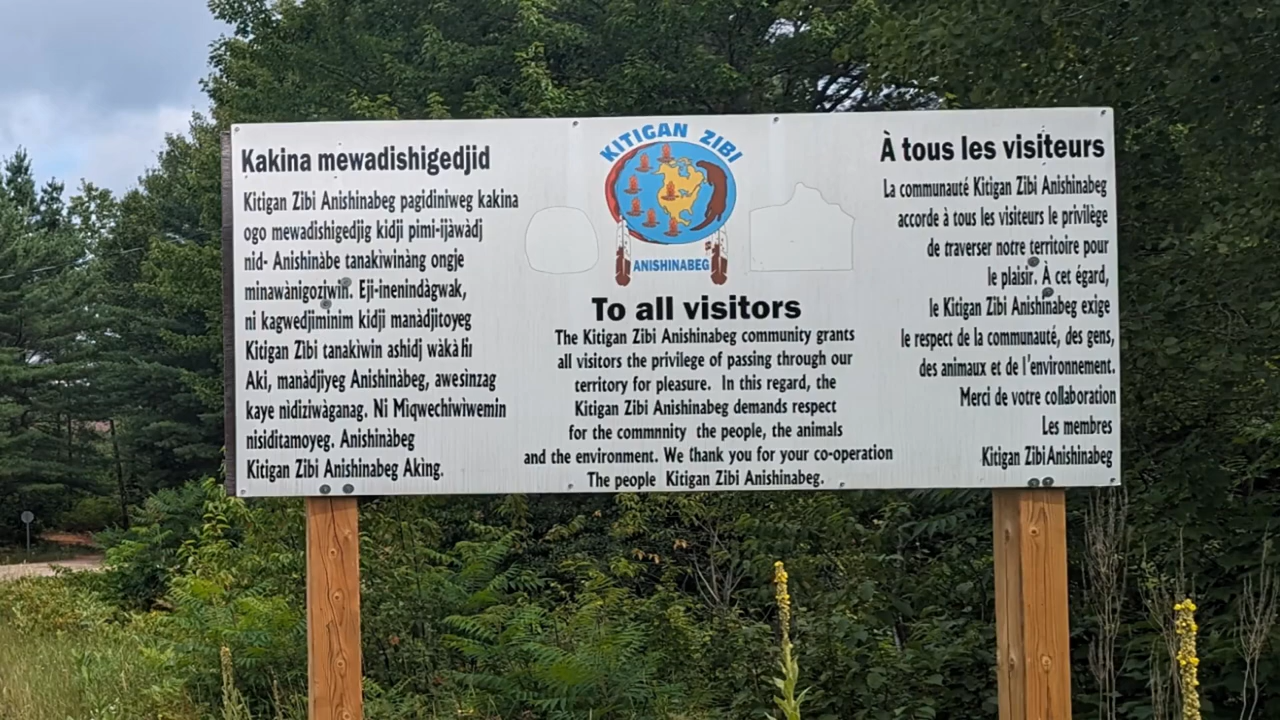 Kakina mewadishigedjid
Kitigan Zibi Anishinabeg pagidiniweg kakina
ogo mewadishigedjig kidji pimi-ijàwàdj
nid- Anishinàbe tanakìwinàng ongje
minawànigoziwin. Eji-inenindàgwak,
ni kagwedjiminim kidji manàdjitoyeg
Kitigan Zibi tanakìwin ashidj wàkàhi
Aki, manàdjiyeg Anishinàbeg, awesìnzag
kaye nìdiziwàganag. Ni Mìqwechiwìwemin
nisiditamoyeg. Anishinàbeg
Kitigan Zibi Anishinabeg Akìng.
KITIGAN ZIBI
ANISHINABEG
To all visitors
The Kitigan Zibi Anishinabeg community grants
all visitors the privilege of passing through our
territory for pleasure. In this regard, the
Kitigan Zibi Anishinabeg demands respect
for the commnnity the people, the animals
and the environment. We thank you for your co-operation
The people Kitigan Zibi Anishinabeg.
À tous les visiteurs
La communauté Kitigan Zibi Anishinabeg
accorde à tous les visiteurs le privilège
de traverser notre territoire pour
le plaisir. À cet égard,
le Kitigan Zibi Anishinabeg exige
le respect de la communauté, des gens,
des animaux et de l'environnement.
Merci de votre collaboration
Les membres
Kitigan Zibi Anishinabeg